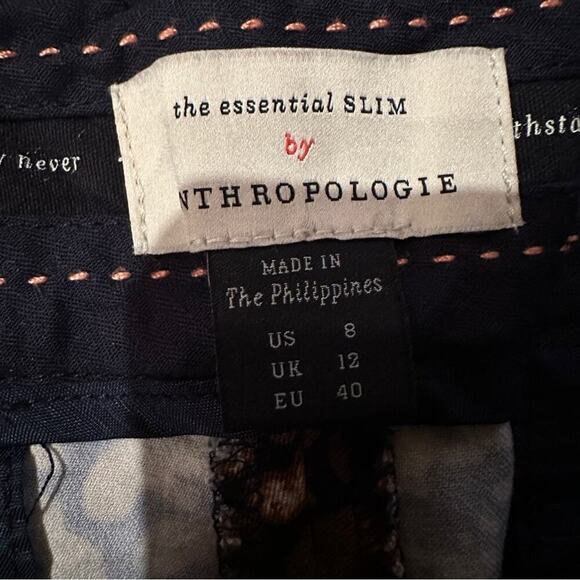 the essential SLIM
by
NTHROPOLOGIE
never
thsta
MADE IN
The Philippines
US 8
UK 12
EU 40